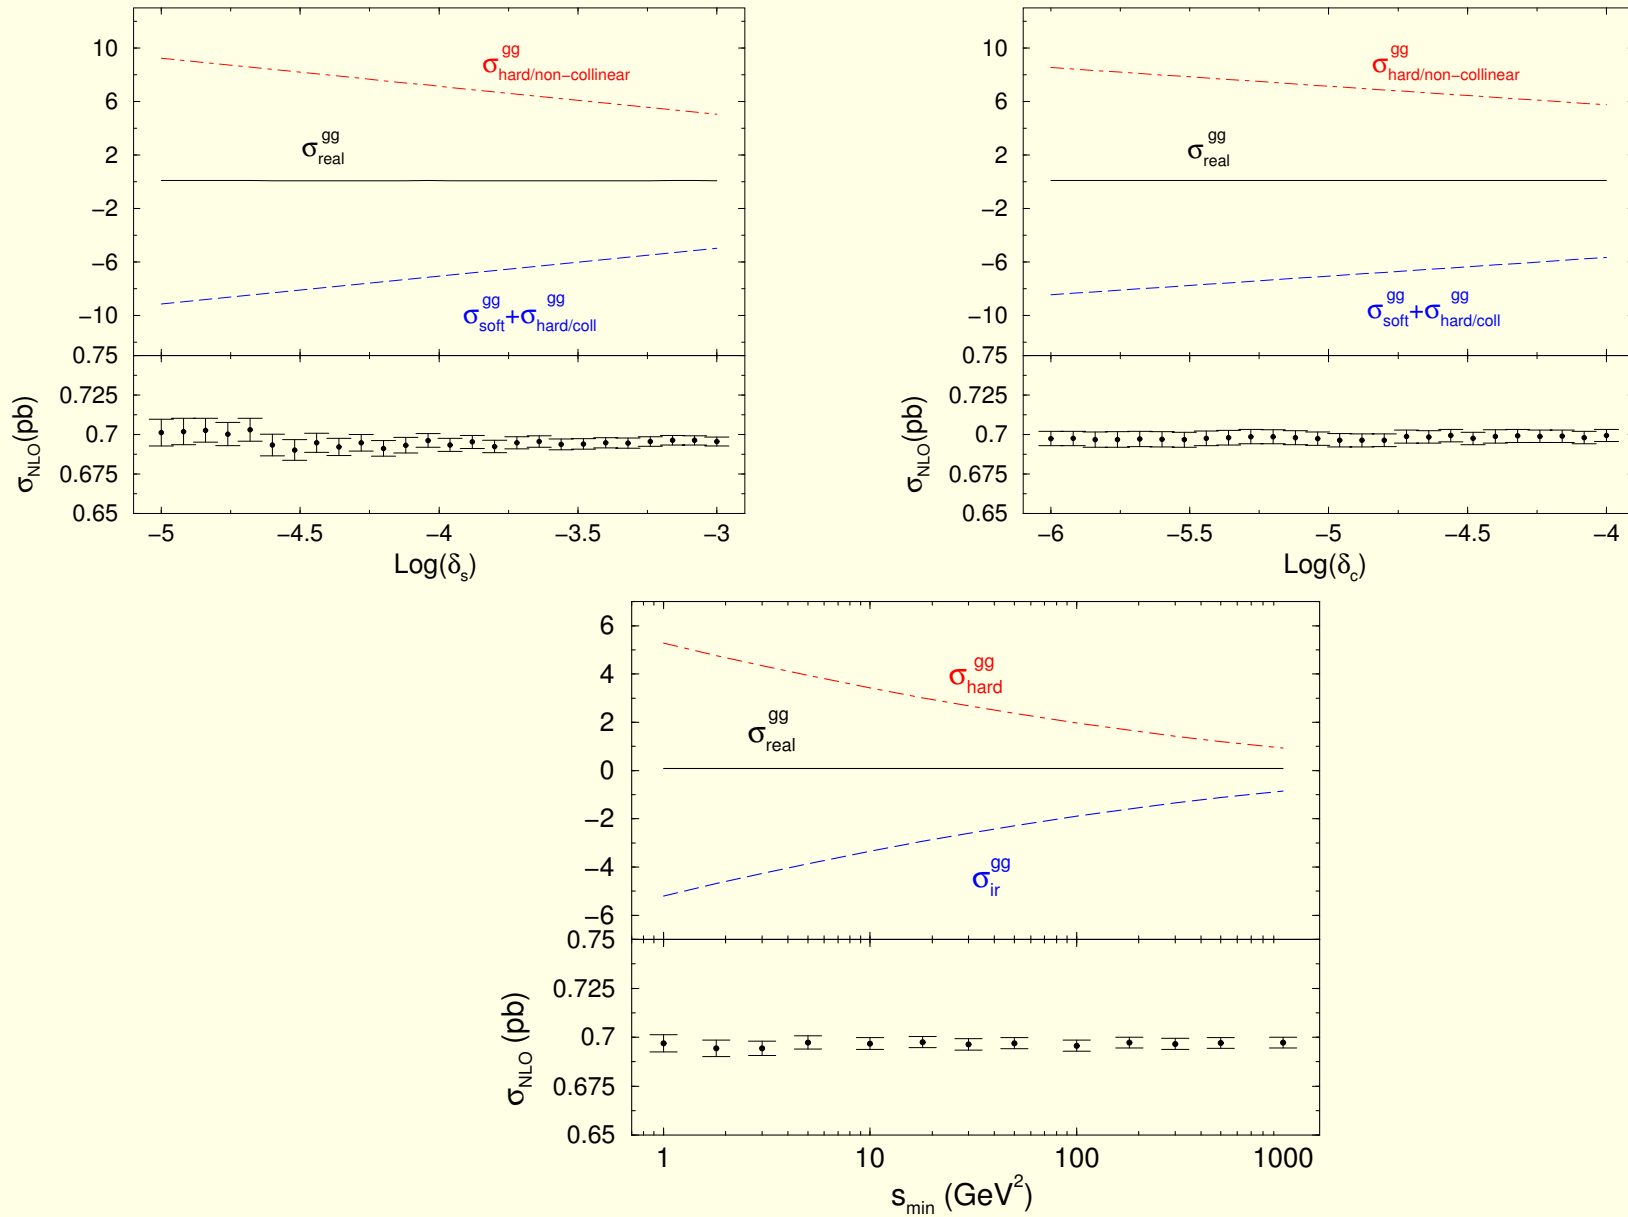 10
6
2
−2
−6
−10
σ^gg_hard/non−collinear
σ^gg_real
σ^gg_soft+σ^gg_hard/coll
0.75
0.725
0.7
0.675
0.65
σ_NLO(pb)
−5 −4.5 −4 −3.5 −3
Log(δ_s)
10
6
2
−2
−6
−10
σ^gg_hard/non−collinear
σ^gg_real
σ^gg_soft+σ^gg_hard/coll
0.75
0.725
0.7
0.675
0.65
σ_NLO(pb)
−6 −5.5 −5 −4.5 −4
Log(δ_c)
6
4
2
0
−2
−4
−6
σ^gg_hard
σ^gg_real
σ^gg_ir
0.75
0.725
0.7
0.675
0.65
σ_NLO (pb)
1 10 100 1000
s_min (GeV^2)